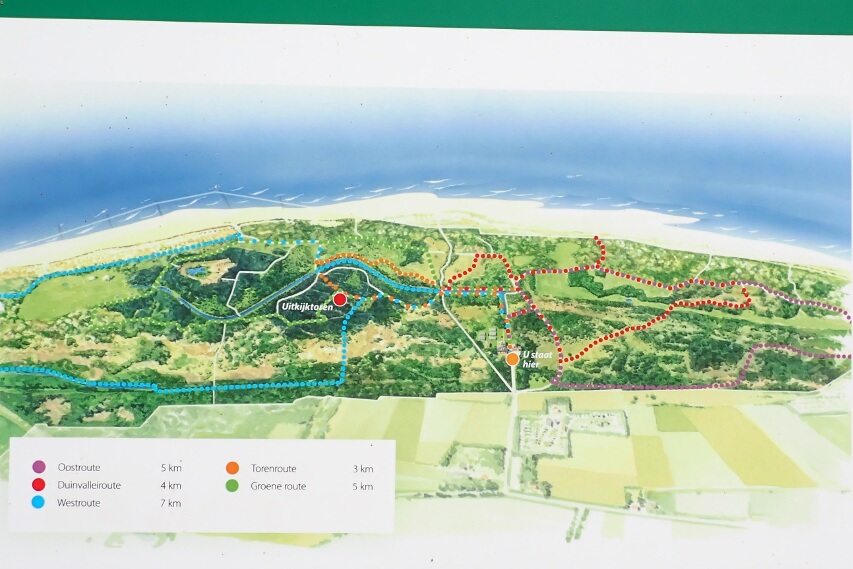 Uitkijktoren
U staat
hier
Oostroute 5 km
Duinvalleiroute 4 km
Westroute 7 km
Torenroute 3 km
Groene route 5 km